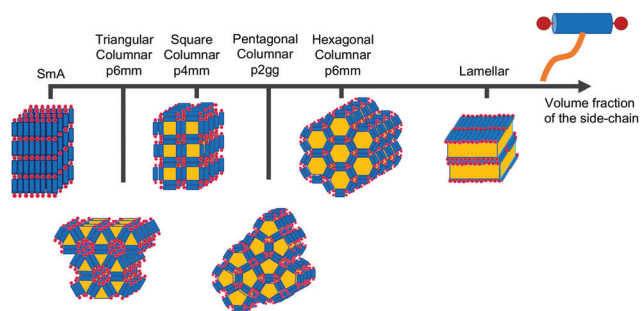 SmA
Triangular
Columnar
p6mm
Square
Columnar
p4mm
Pentagonal
Columnar
p2gg
Hexagonal
Columnar
p6mm
Lamellar
Volume fraction
of the side-chain